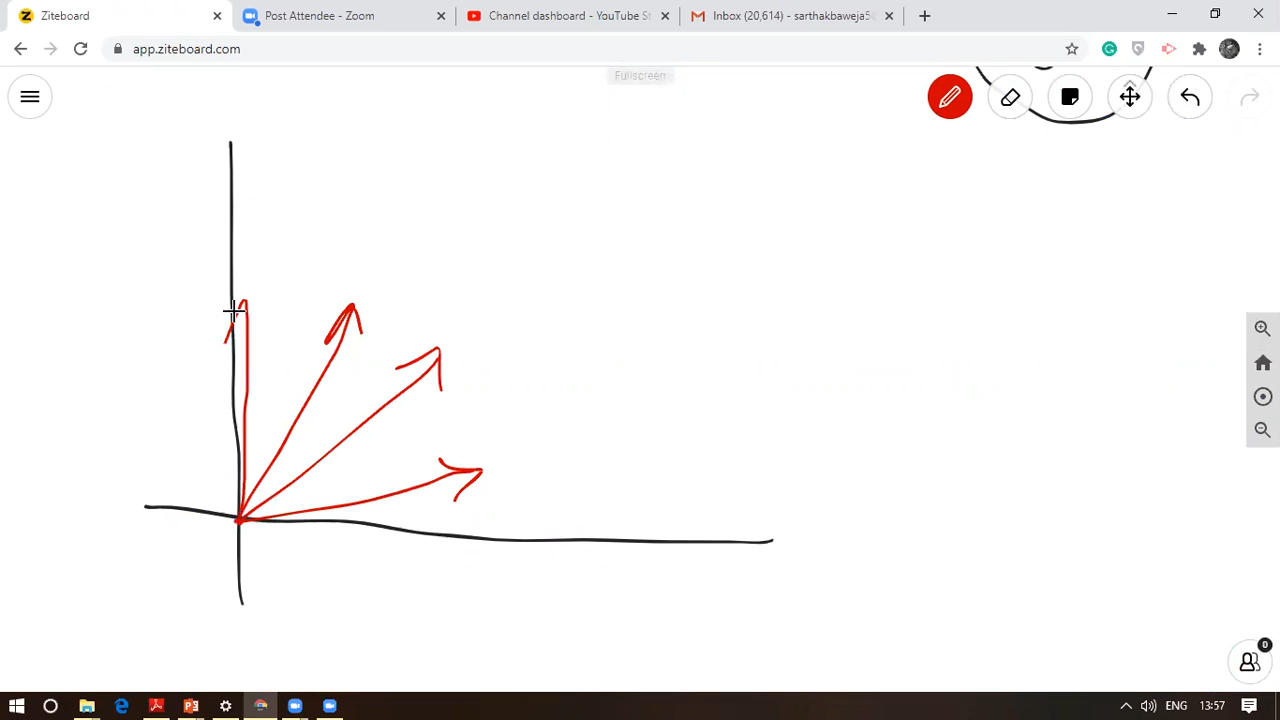 Ziteboard
Post Attendee - Zoom
Channel dashboard - YouTube St
Inbox (20,614) - sarthakbaweja5
app.ziteboard.com
Fullscreen
0
ENG
13:57